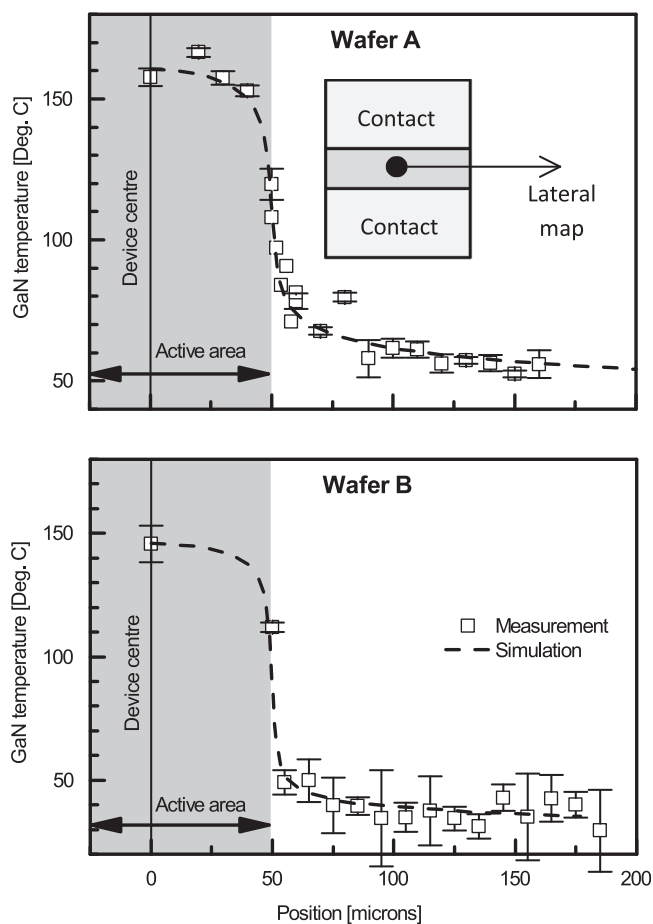 Wafer A
GaN temperature [Deg. C]
150
100
50
Device centre
Active area
Contact
Contact
Lateral
map
Wafer B
GaN temperature [Deg. C]
150
100
50
Device centre
Active area
Measurement
Simulation
0
50
100
150
200
Position [microns]